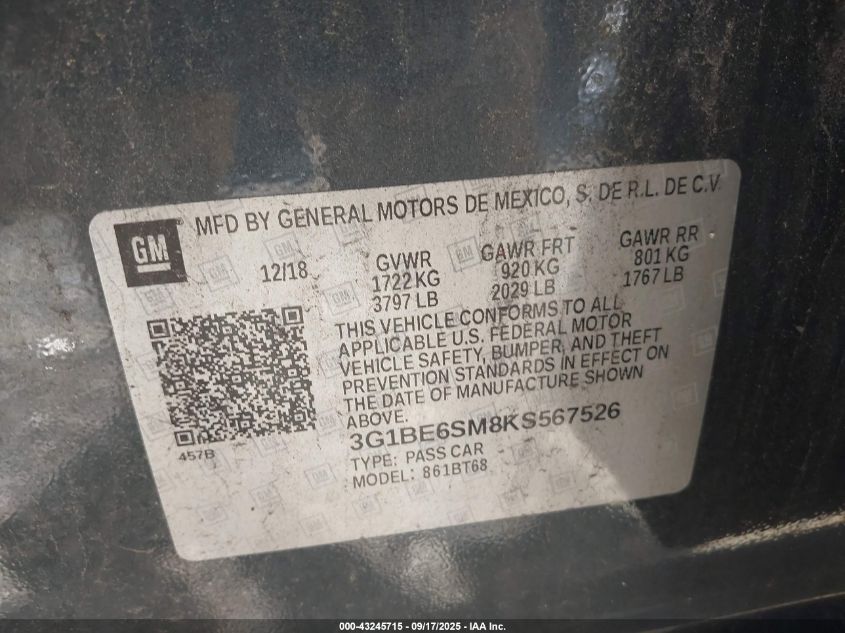 GM
MFD BY GENERAL MOTORS DE MEXICO, S. DE R.L. DE C.V
12/18
GVWR
1722 KG
3797 LB
GAWR FRT
920 KG
2029 LB
GAWR RR
801 KG
1767 LB
THIS VEHICLE CONFORMS TO ALL
APPLICABLE U.S. FEDERAL MOTOR
VEHICLE SAFETY, BUMPER, AND THEFT
PREVENTION STANDARDS IN EFFECT ON
THE DATE OF MANUFACTURE SHOWN
ABOVE.
457B
3G1BE6SM8KS567526
TYPE: PASS CAR
MODEL: 861BT68
000-43245715 - 09/17/2025 - IAA Inc.